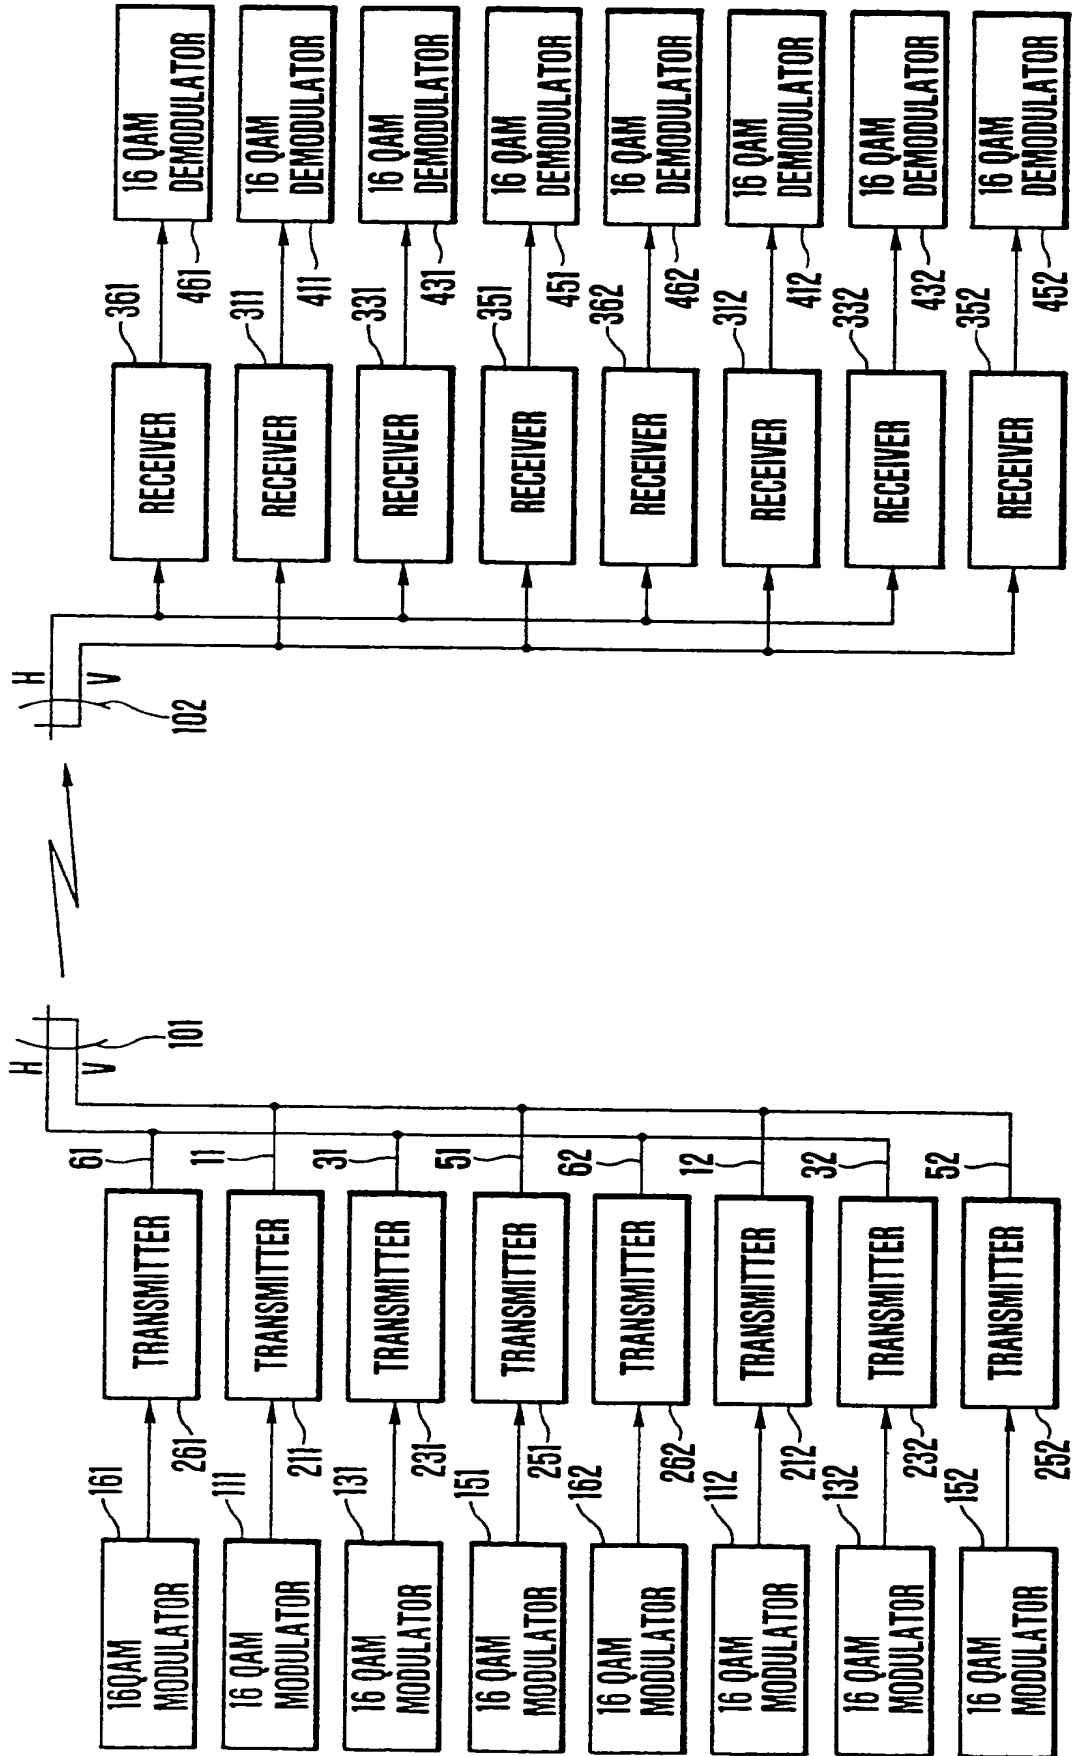 16QAM
MODULATOR
161
261
TRANSMITTER
61
16 QAM
MODULATOR
111
211
TRANSMITTER
11
16 QAM
MODULATOR
131
231
TRANSMITTER
31
16 QAM
MODULATOR
151
251
TRANSMITTER
51
16 QAM
MODULATOR
162
262
TRANSMITTER
62
16 QAM
MODULATOR
112
212
TRANSMITTER
12
16 QAM
MODULATOR
132
232
TRANSMITTER
32
16 QAM
MODULATOR
152
252
TRANSMITTER
52
H
V
101
H
V
102
RECEIVER
361
461
16 QAM
DEMODULATOR
RECEIVER
311
411
16 QAM
DEMODULATOR
RECEIVER
331
431
16 QAM
DEMODULATOR
RECEIVER
351
451
16 QAM
DEMODULATOR
RECEIVER
362
462
16 QAM
DEMODULATOR
RECEIVER
312
412
16 QAM
DEMODULATOR
RECEIVER
332
432
16 QAM
DEMODULATOR
RECEIVER
352
452
16 QAM
DEMODULATOR